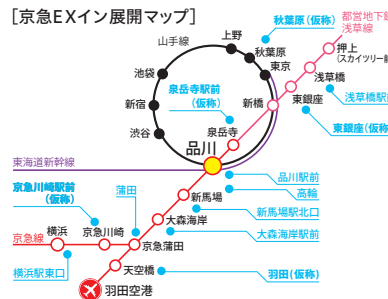 [京急EXイン展開マップ]
都営地下鉄
浅草線
秋葉原(仮称)
山手線
上野
秋葉原
押上
(スカイツリー前)
池袋
東京
泉岳寺駅前
(仮称)
浅草橋
新宿
新橋
東銀座
浅草橋駅
渋谷
泉岳寺
東銀座(仮称)
品川
東海道新幹線
品川駅前
京急川崎駅前
(仮称)
高輪
蒲田
新馬場
新馬場駅北口
横浜
京急川崎
大森海岸
大森海岸駅前
京急線
京急蒲田
横浜駅東口
天空橋
羽田(仮称)
羽田空港